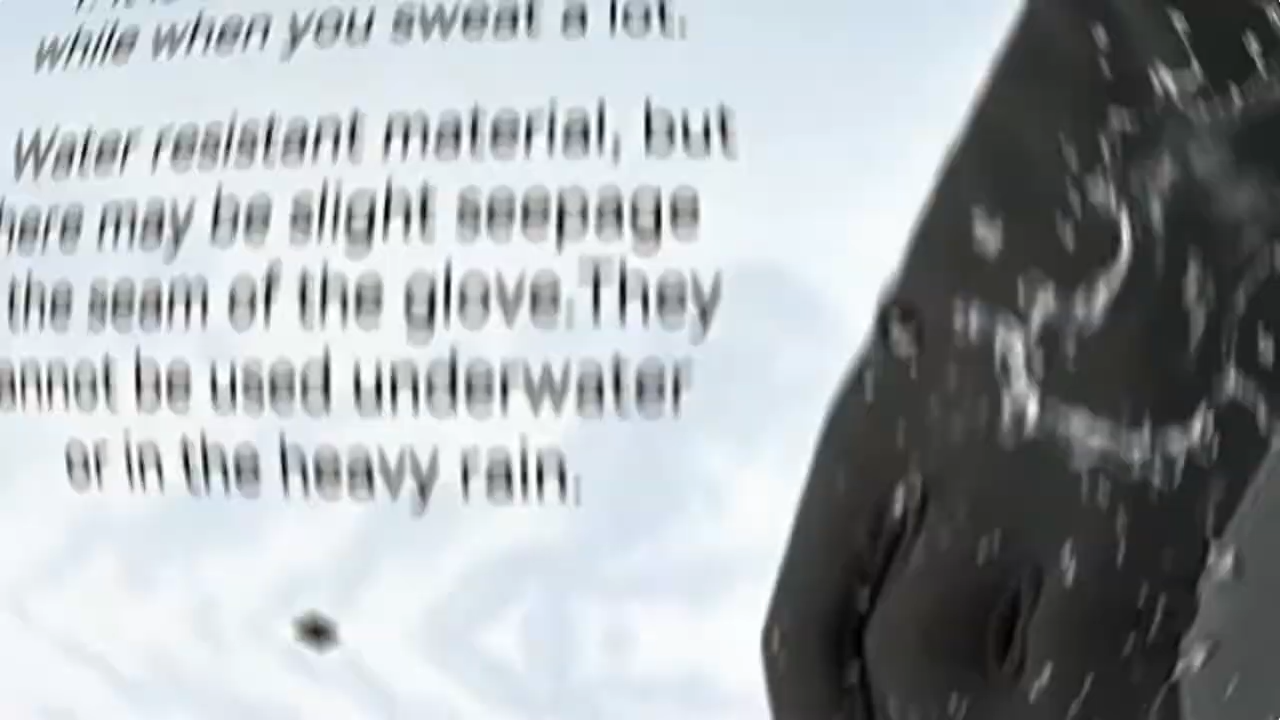 while when you sweat a lot.
Water resistant material, but
here may be slight seepage
the seam of the glove.They
annot be used underwater
or in the heavy rain.